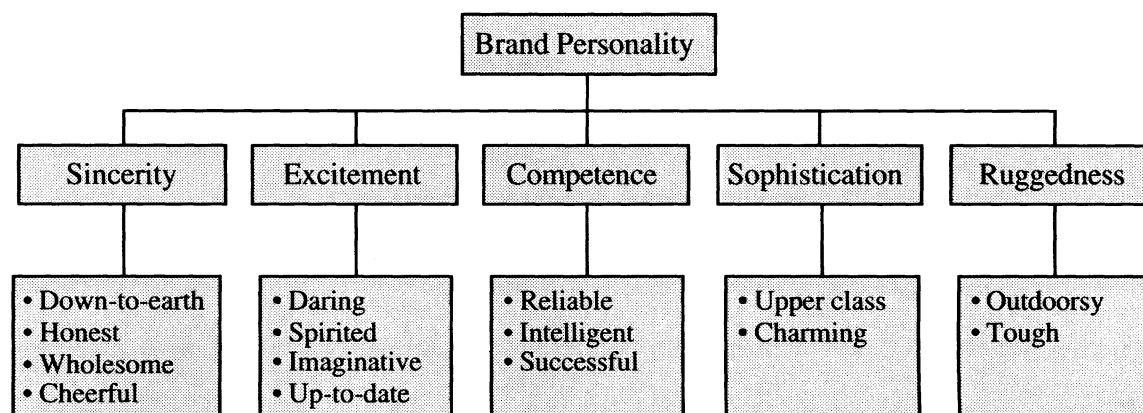 Brand Personality
Sincerity
Excitement
Competence
Sophistication
Ruggedness
• Down-to-earth
• Honest
• Wholesome
• Cheerful
• Daring
• Spirited
• Imaginative
• Up-to-date
• Reliable
• Intelligent
• Successful
• Upper class
• Charming
• Outdoorsy
• Tough